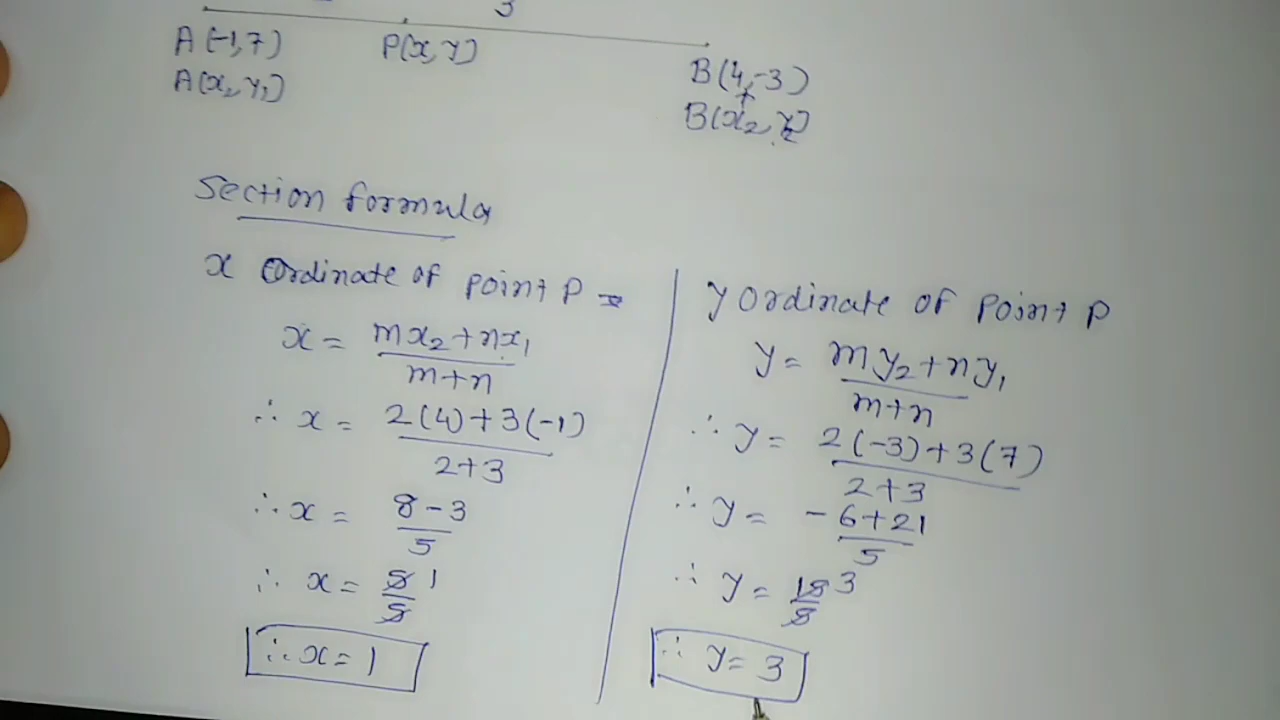 3
A(-1,7) P(x,y) B(4,-3)
A(x₂,y₁) B(x₂,y₂)
Section formula
x Ordinate of point P =
x = mx₂+nx₁
m+n
∴ x = 2(4)+3(-1)
2+3
∴ x = 8-3
5
∴ x = 5 1
5
∴ x = 1
y Ordinate of point P
y = my₂+ny₁
m+n
∴ y = 2(-3)+3(7)
2+3
∴ y = -6+21
5
∴ y = 15 3
5
∴ y = 3